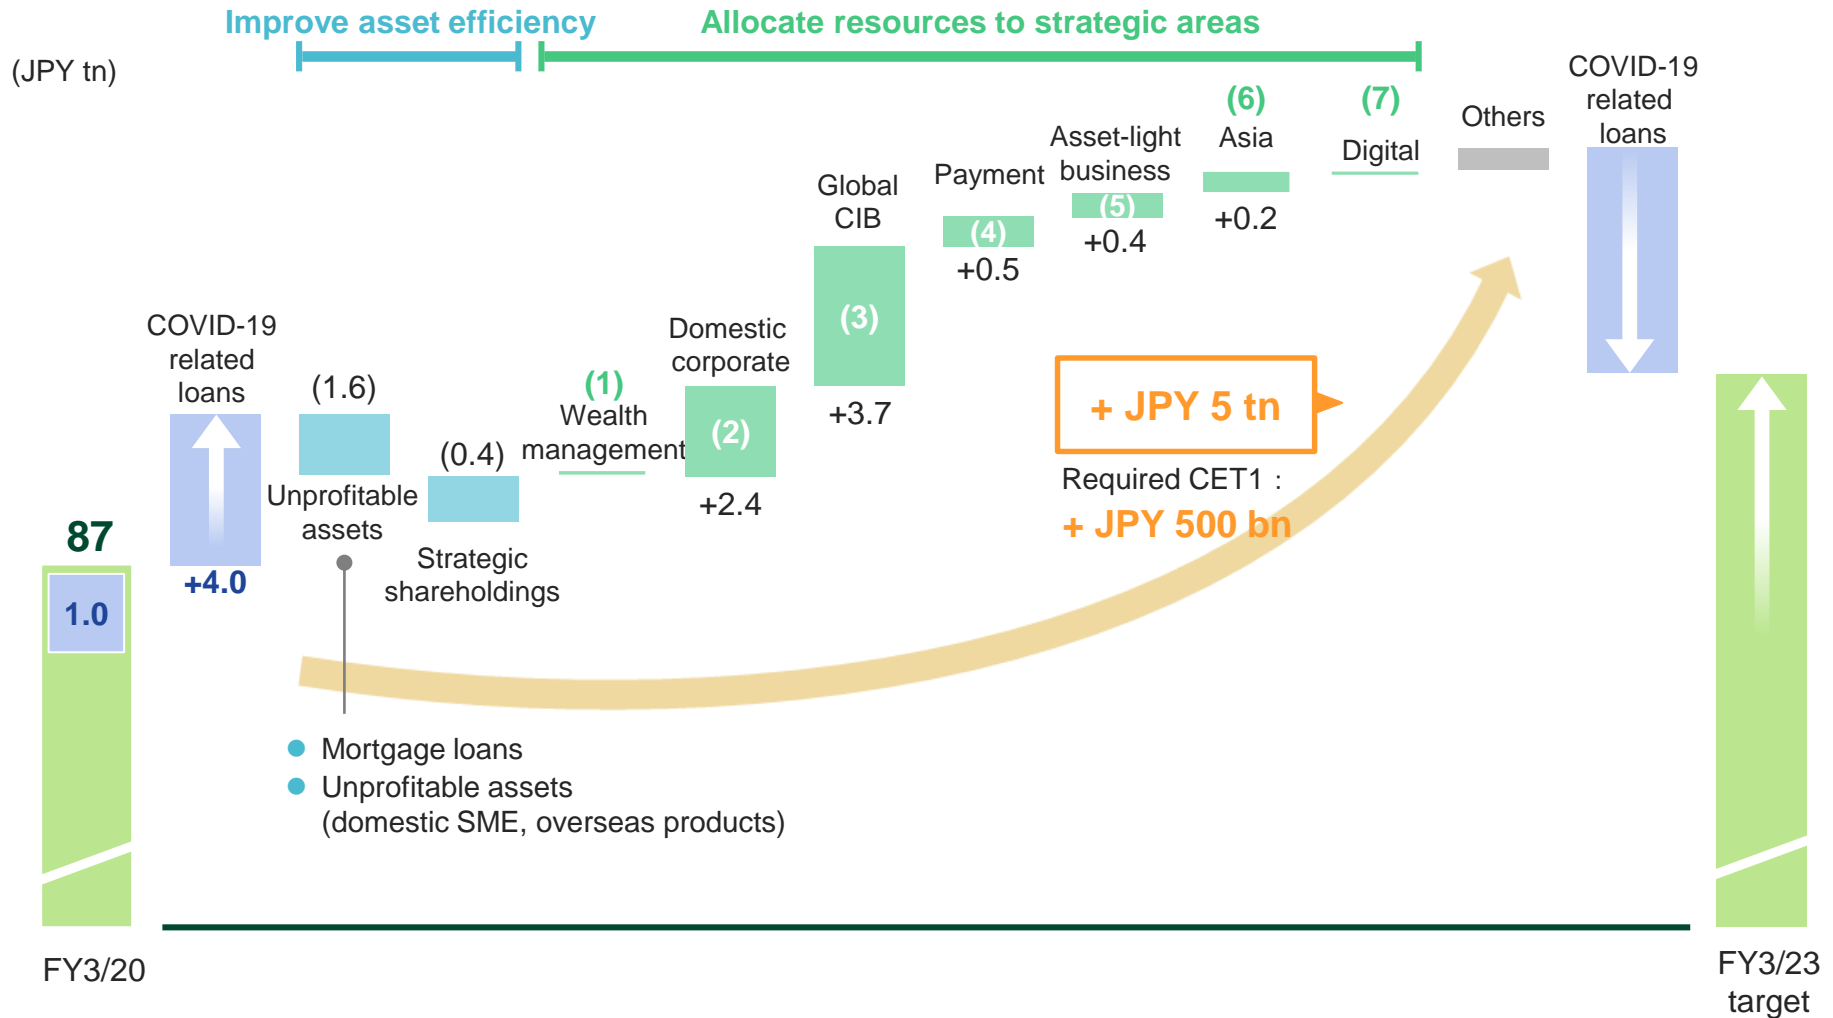 Improve asset efficiency
Allocate resources to strategic areas
(JPY tn)
87
1.0
FY3/20
COVID-19
related
loans
+4.0
(1.6)
Unprofitable
assets
(0.4)
Strategic
shareholdings
Mortgage loans
Unprofitable assets
(domestic SME, overseas products)
(1)
Wealth
management
Domestic
corporate
(2)
+2.4
Global
CIB
(3)
+3.7
Payment
(4)
+0.5
Asset-light
business
(5)
+0.4
(6)
Asia
+0.2
(7)
Digital
Others
+ JPY 5 tn
Required CET1 :
+ JPY 500 bn
COVID-19
related
loans
FY3/23
target